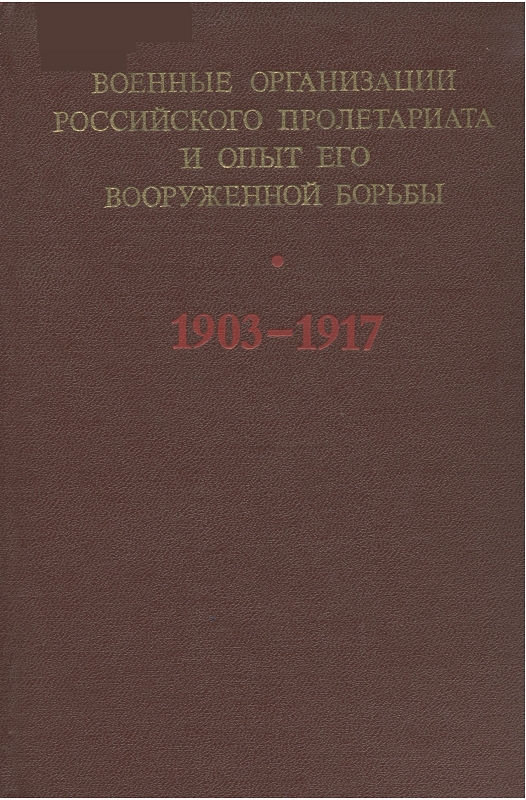 ВОЕННЫЕ ОРГАНИЗАЦИИ
РОССИЙСКОГО ПРОЛЕТАРИАТА
И ОПЫТ ЕГО
ВООРУЖЕННОЙ БОРЬБЫ
1903–1917